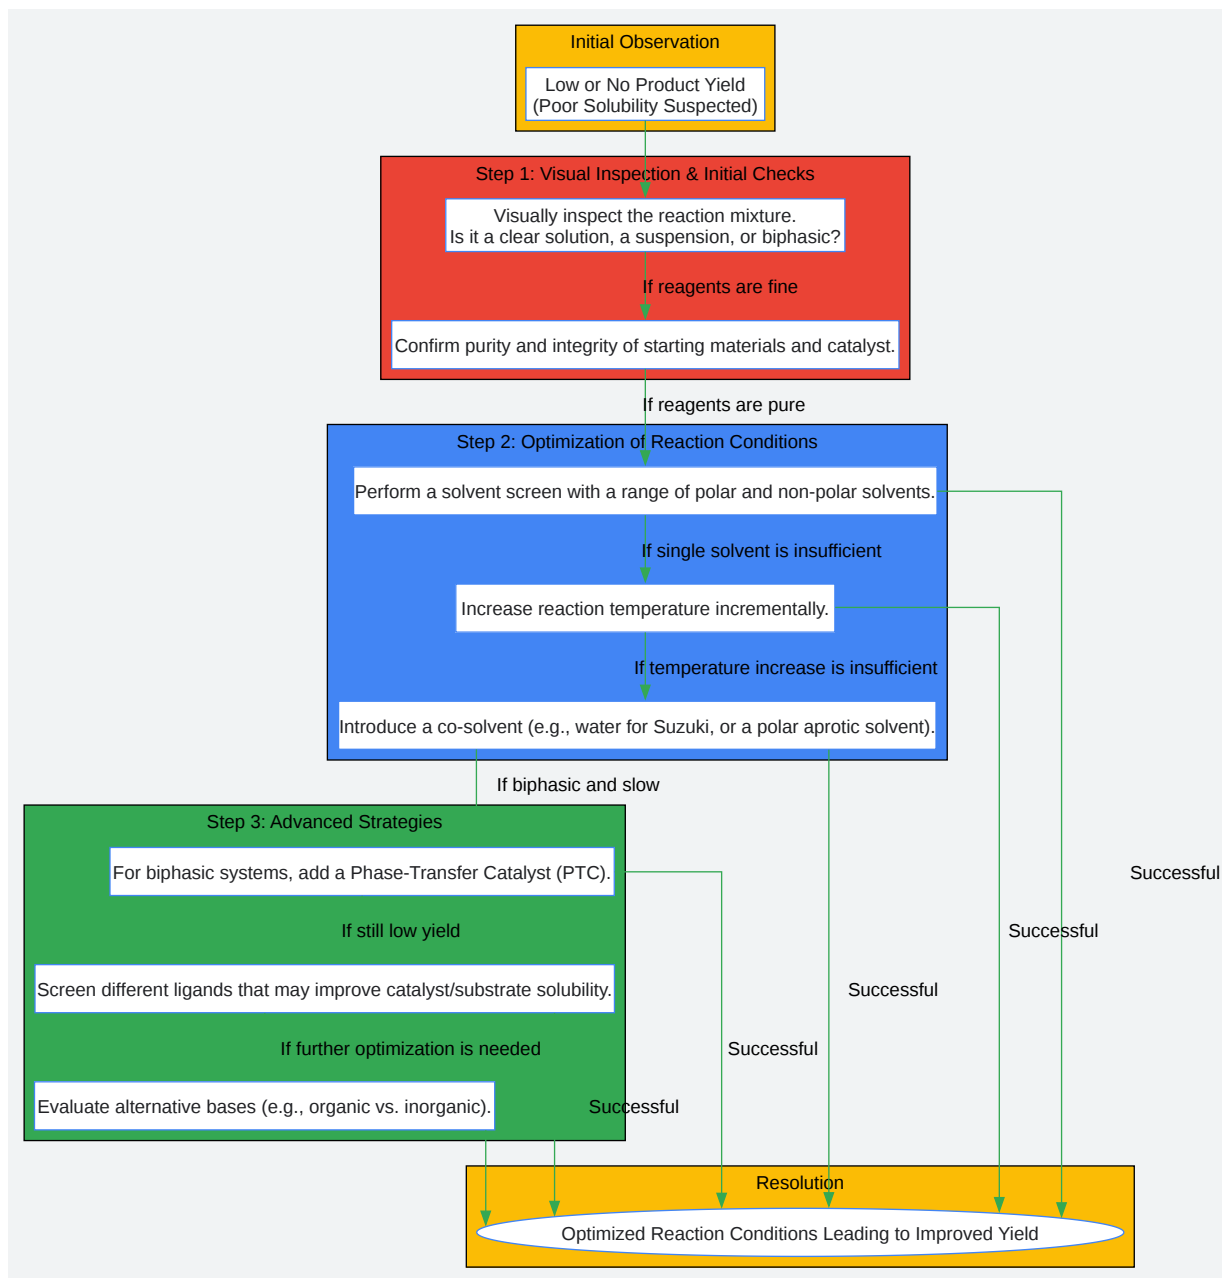 Initial Observation
Low or No Product Yield
(Poor Solubility Suspected)
Step 1: Visual Inspection & Initial Checks
Visually inspect the reaction mixture.
Is it a clear solution, a suspension, or biphasic?
If reagents are fine
Confirm purity and integrity of starting materials and catalyst.
If reagents are pure
Step 2: Optimization of Reaction Conditions
Perform a solvent screen with a range of polar and non-polar solvents.
If single solvent is insufficient
Increase reaction temperature incrementally.
If temperature increase is insufficient
Introduce a co-solvent (e.g., water for Suzuki, or a polar aprotic solvent).
If biphasic and slow
Step 3: Advanced Strategies
For biphasic systems, add a Phase-Transfer Catalyst (PTC).
Successful
If still low yield
Successful
Screen different ligands that may improve catalyst/substrate solubility.
Successful
If further optimization is needed
Successful
Evaluate alternative bases (e.g., organic vs. inorganic).
Successful
Resolution
Optimized Reaction Conditions Leading to Improved Yield